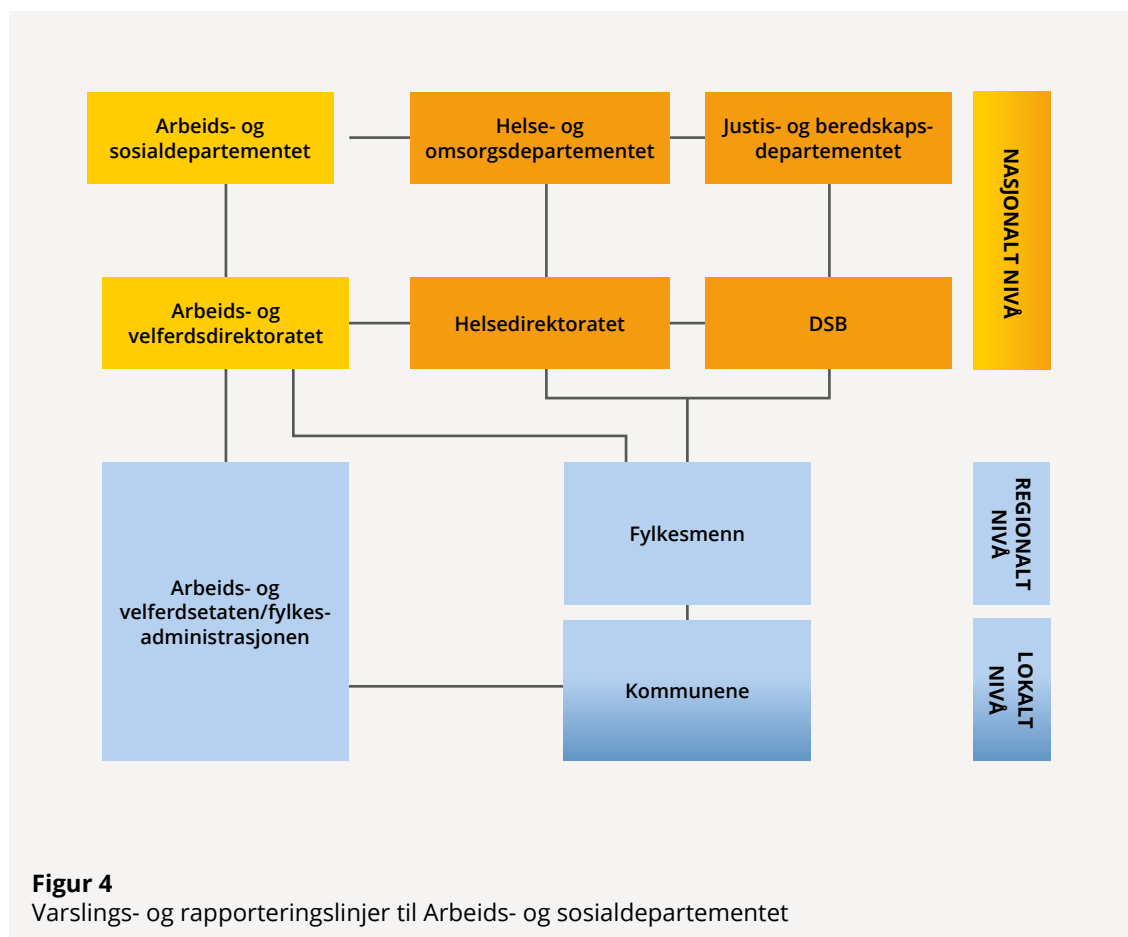 Arbeids- og
sosialdepartementet
Helse- og
omsorgsdepartementet
Justis- og beredskaps-
departementet
NASJONALT NIVÅ
Arbeids- og
velferdsdirektoratet
Helsedirektoratet
DSB
Arbeids- og
velferdsetaten/fylkes-
administrasjonen
Fylkesmenn
REGIONALT
NIVÅ
Kommunene
LOKALT
NIVÅ
Figur 4
Varslings- og rapporteringslinjer til Arbeids- og sosialdepartementet